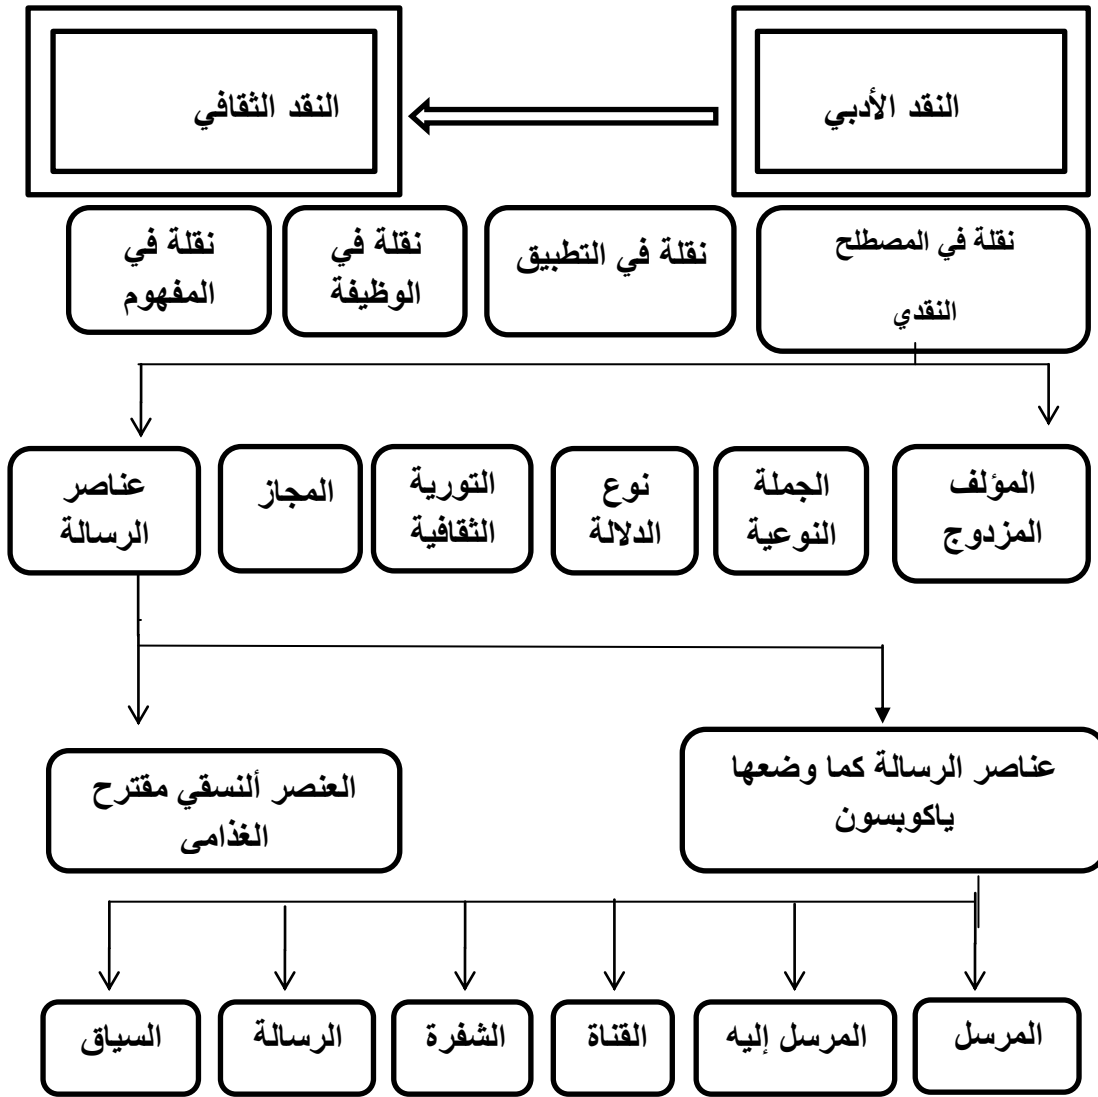 النقد الأدبي
النقد الثقافي
نقلة في المصطلح
النقدي
نقلة في التطبيق
نقلة في
الوظيفة
نقلة في
المفهوم
المؤلف
المزدوج
الجملة
النوعية
نوع
الدلالة
التورية
الثقافية
المجاز
عناصر
الرسالة
عناصر الرسالة كما وضعها
ياكوبسون
العنصر ألنسقي مقترح
الغذامي
المرسل
المرسل إليه
القناة
الشفرة
الرسالة
السياق